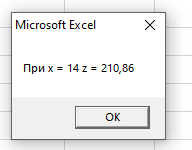 Microsoft Excel
При x = 14 z = 210,86
OK